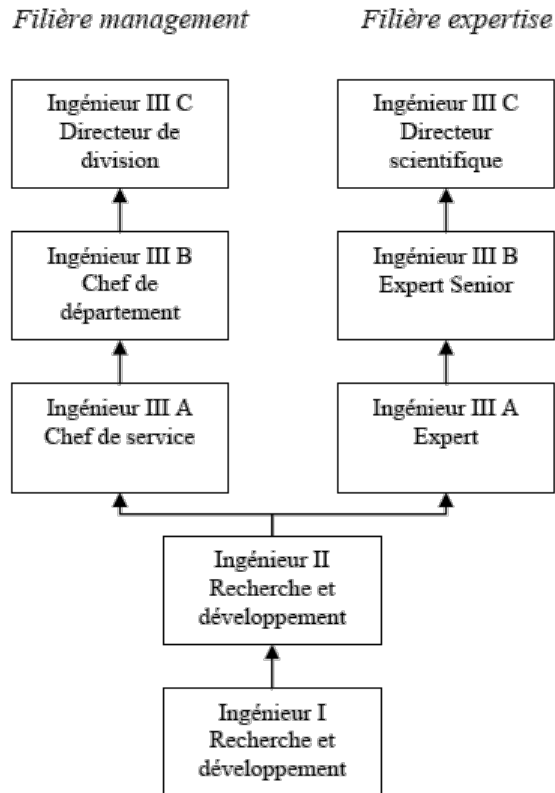 Filière management
Filière expertise
Ingénieur III C
Directeur de
division
Ingénieur III C
Directeur
scientifique
Ingénieur III B
Chef de
département
Ingénieur III B
Expert Senior
Ingénieur III A
Chef de service
Ingénieur III A
Expert
Ingénieur II
Recherche et
développement
Ingénieur I
Recherche et
développement